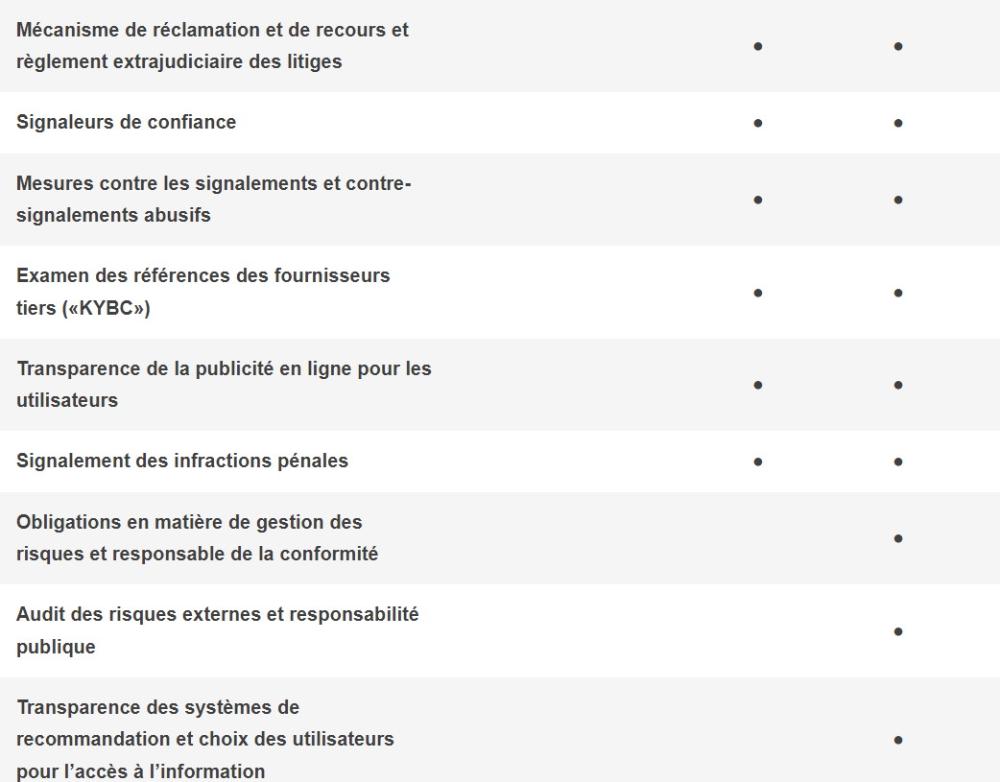 Mécanisme de réclamation et de recours et
règlement extrajudiciaire des litiges
• •
Signaleurs de confiance
• •
Mesures contre les signalements et contre-
signalements abusifs
• •
Examen des références des fournisseurs
tiers («KYBC»)
• •
Transparence de la publicité en ligne pour les
utilisateurs
• •
Signalement des infractions pénales
• •
Obligations en matière de gestion des
risques et responsable de la conformité
•
Audit des risques externes et responsabilité
publique
•
Transparence des systèmes de
recommandation et choix des utilisateurs
pour l’accès à l’information
•